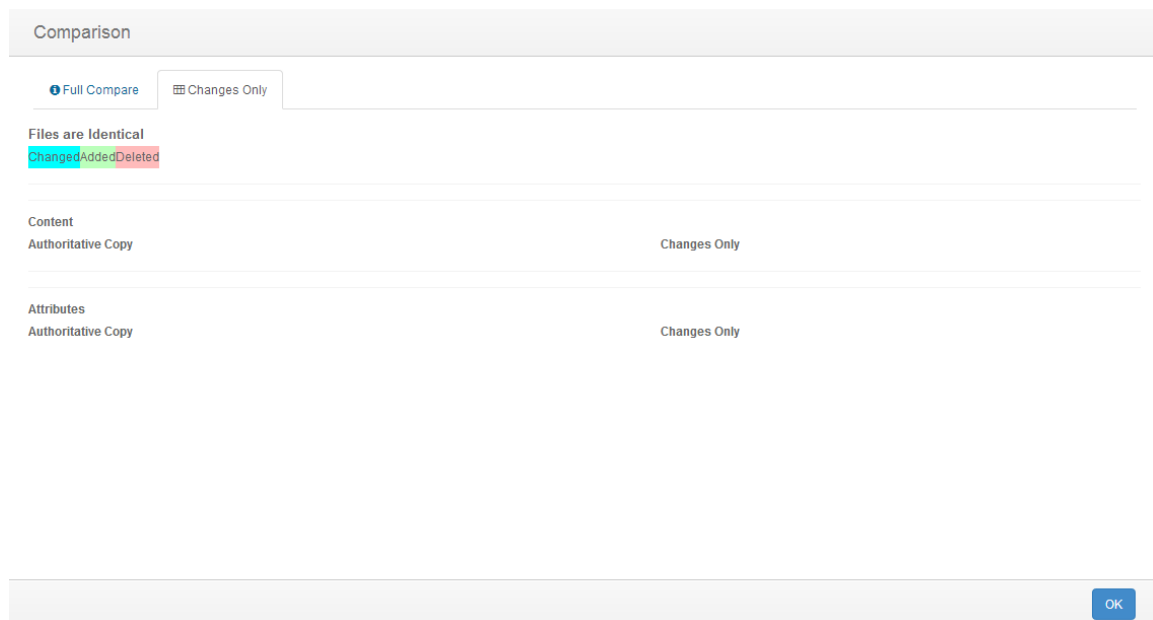 Comparison
Full Compare Changes Only
Files are Identical
ChangedAddedDeleted
Content
Authoritative Copy Changes Only
Attributes
Authoritative Copy Changes Only
OK